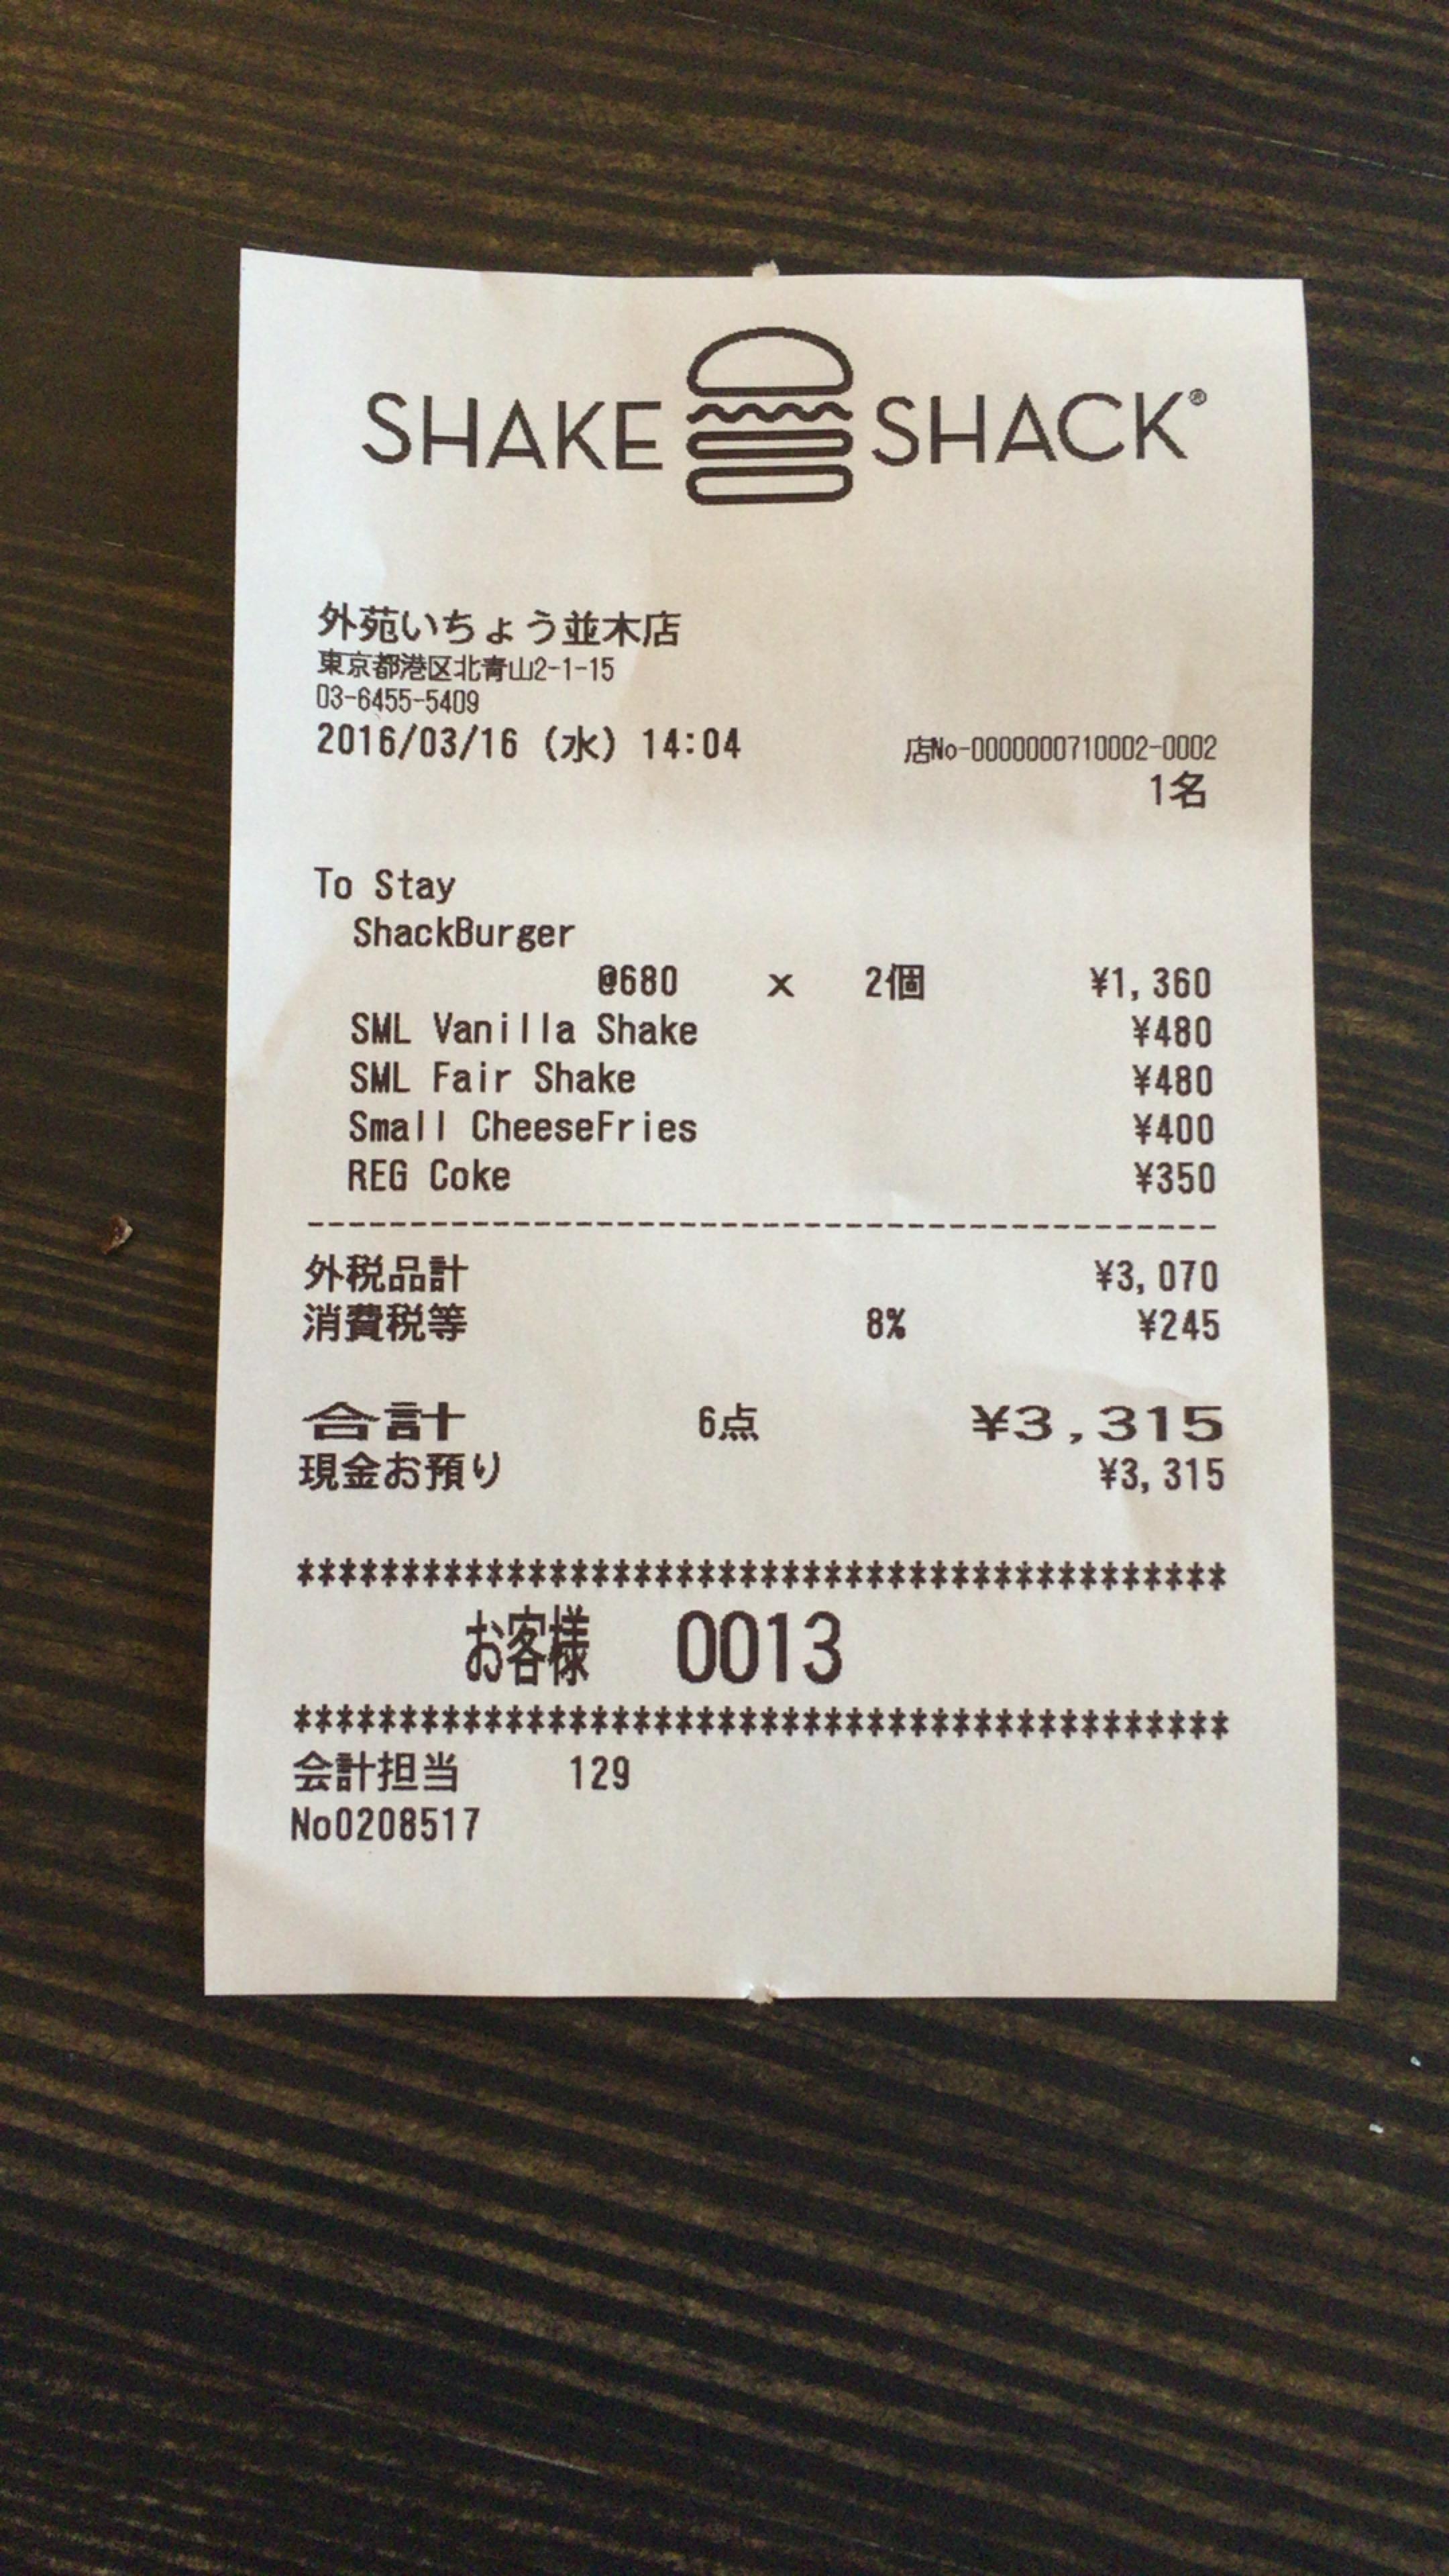 SHAKE SHACK®
外苑いちょう並木店
東京都港区北青山2-1-15
03-6455-5409
2016/03/16 (水) 14:04 店No-0000000710002-0002
1名
To Stay
ShackBurger
@680 x 2個 ¥1,360
SML Vanilla Shake ¥480
SML Fair Shake ¥480
Small CheeseFries ¥400
REG Coke ¥350
--------------------------------------------
外税品計 ¥3,070
消費税等 8% ¥245
合計 6点 ¥3,315
現金お預り ¥3,315
********************************************
お客様 0013
********************************************
会計担当 129
No0208517